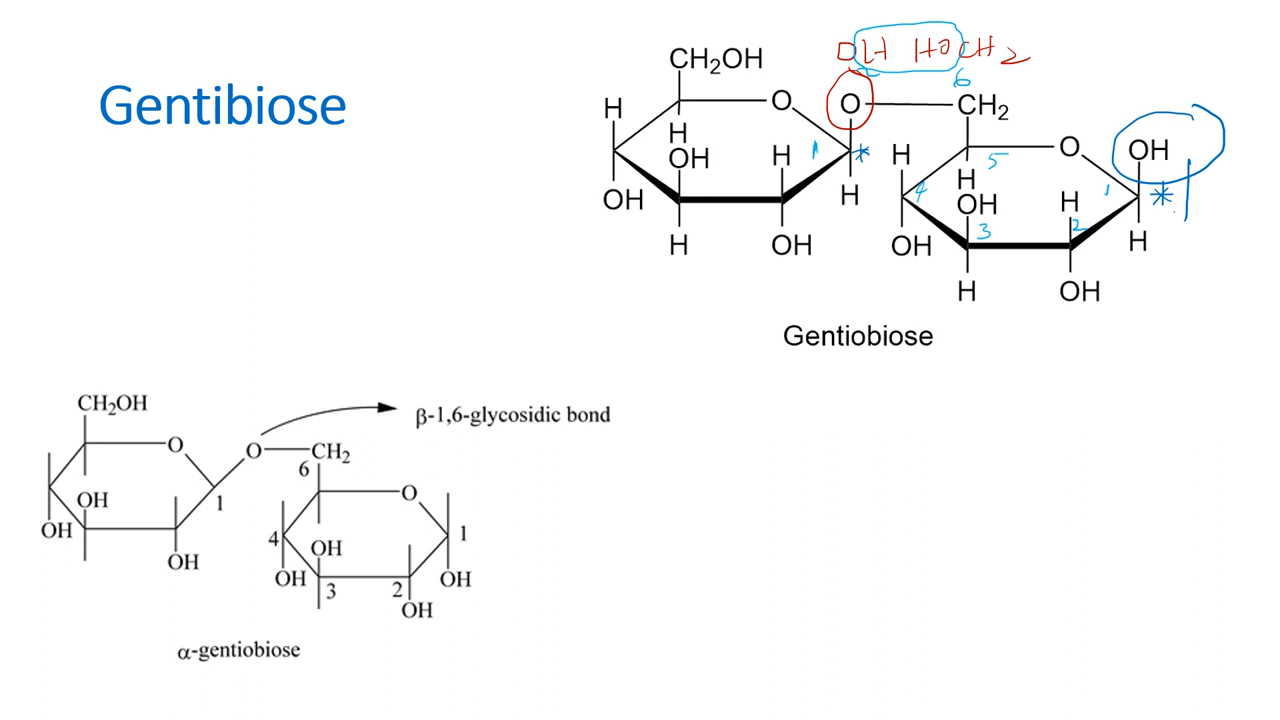 Gentibiose
OH HOCH2
CH2OH
O
O
6
CH2
H
H
OH
H
1
*
H
5
O
OH
OH
H
OH
H
4
H
OH
H
1
*
3
2
H
OH
H
OH
H
OH
Gentiobiose
CH2OH
O
O
CH2
6
β-1,6-glycosidic bond
OH
1
O
OH
OH
4
OH
1
OH
3
2
OH
OH
α-gentiobiose